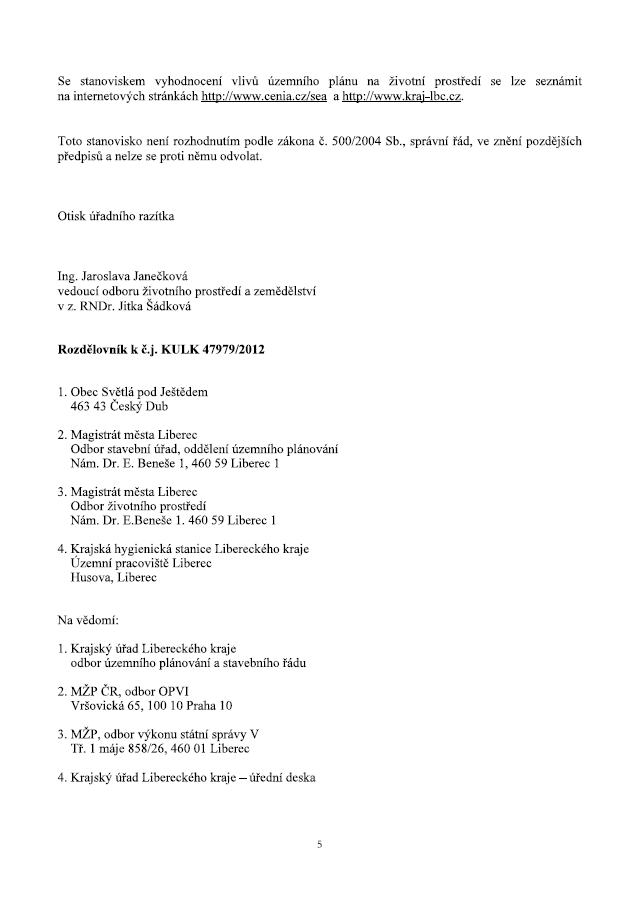 Se stanoviskem vyhodnocení vlivů územního plánu na životní prostředí se lze seznámit
na internetových stránkách http://www.cenia.cz/sea a http://www.kraj-lbc.cz.
Toto stanovisko není rozhodnutím podle zákona č. 500/2004 Sb., správní řád, ve znění pozdějších
předpisů a nelze se proti němu odvolat.
Otisk úřadního razítka
Ing. Jaroslava Janečková
vedoucí odboru životního prostředí a zemědělství
v z. RNDr. Jitka Šádková
Rozdělovník k č.j. KULK 47979/2012
1. Obec Světlá pod Ještědem
463 43 Český Dub
2. Magistrát města Liberec
Odbor stavební úřad, oddělení územního plánování
Nám. Dr. E. Beneše 1, 460 59 Liberec 1
3. Magistrát města Liberec
Odbor životního prostředí
Nám. Dr. E.Beneše 1. 460 59 Liberec 1
4. Krajská hygienická stanice Libereckého kraje
Územní pracoviště Liberec
Husova, Liberec
Na vědomí:
1. Krajský úřad Libereckého kraje
odbor územního plánování a stavebního řádu
2. MŽP ČR, odbor OPVI
Vršovická 65, 100 10 Praha 10
3. MŽP, odbor výkonu státní správy V
Tř. 1 máje 858/26, 460 01 Liberec
4. Krajský úřad Libereckého kraje – úřední deska
5